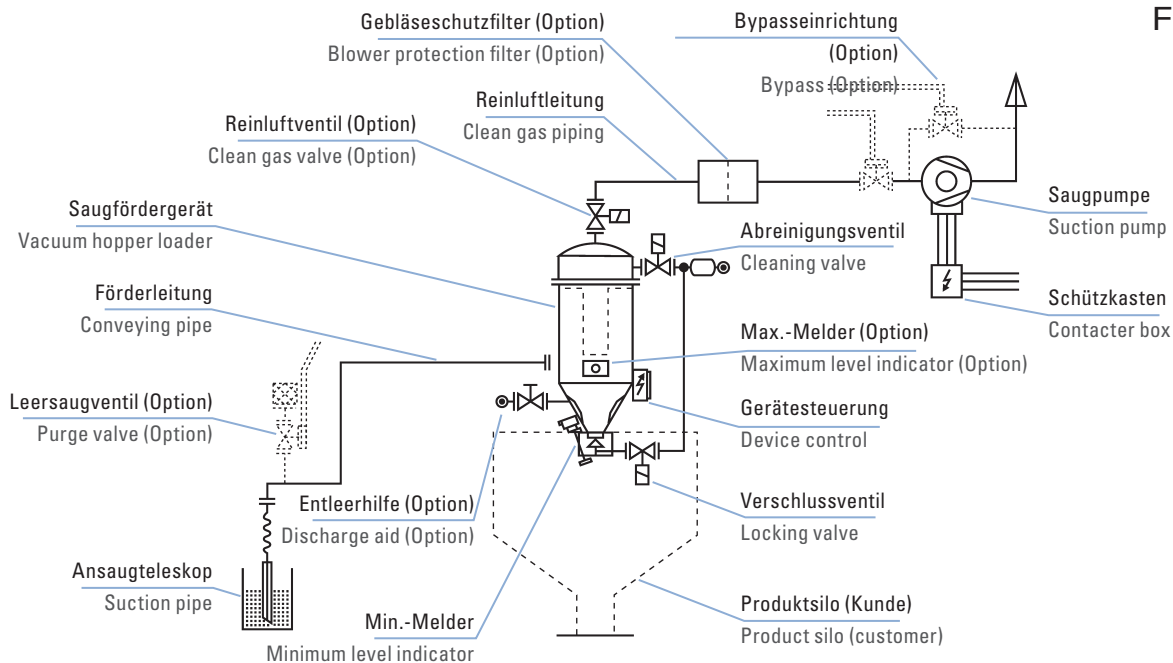 F
Gebläseschutzfilter (Option)
Blower protection filter (Option)
Bypasseinrichtung
(Option)
Bypass (Option)
Reinluftleitung
Clean gas piping
Reinluftventil (Option)
Clean gas valve (Option)
Saugfördergerät
Vacuum hopper loader
Abreinigungsventil
Cleaning valve
Saugpumpe
Suction pump
Förderleitung
Conveying pipe
Schützkasten
Contacter box
Max.-Melder (Option)
Maximum level indicator (Option)
Leersaugventil (Option)
Purge valve (Option)
Gerätesteuerung
Device control
Entleerhilfe (Option)
Discharge aid (Option)
Verschlussventil
Locking valve
Ansaugteleskop
Suction pipe
Min.-Melder
Minimum level indicator
Produktsilo (Kunde)
Product silo (customer)